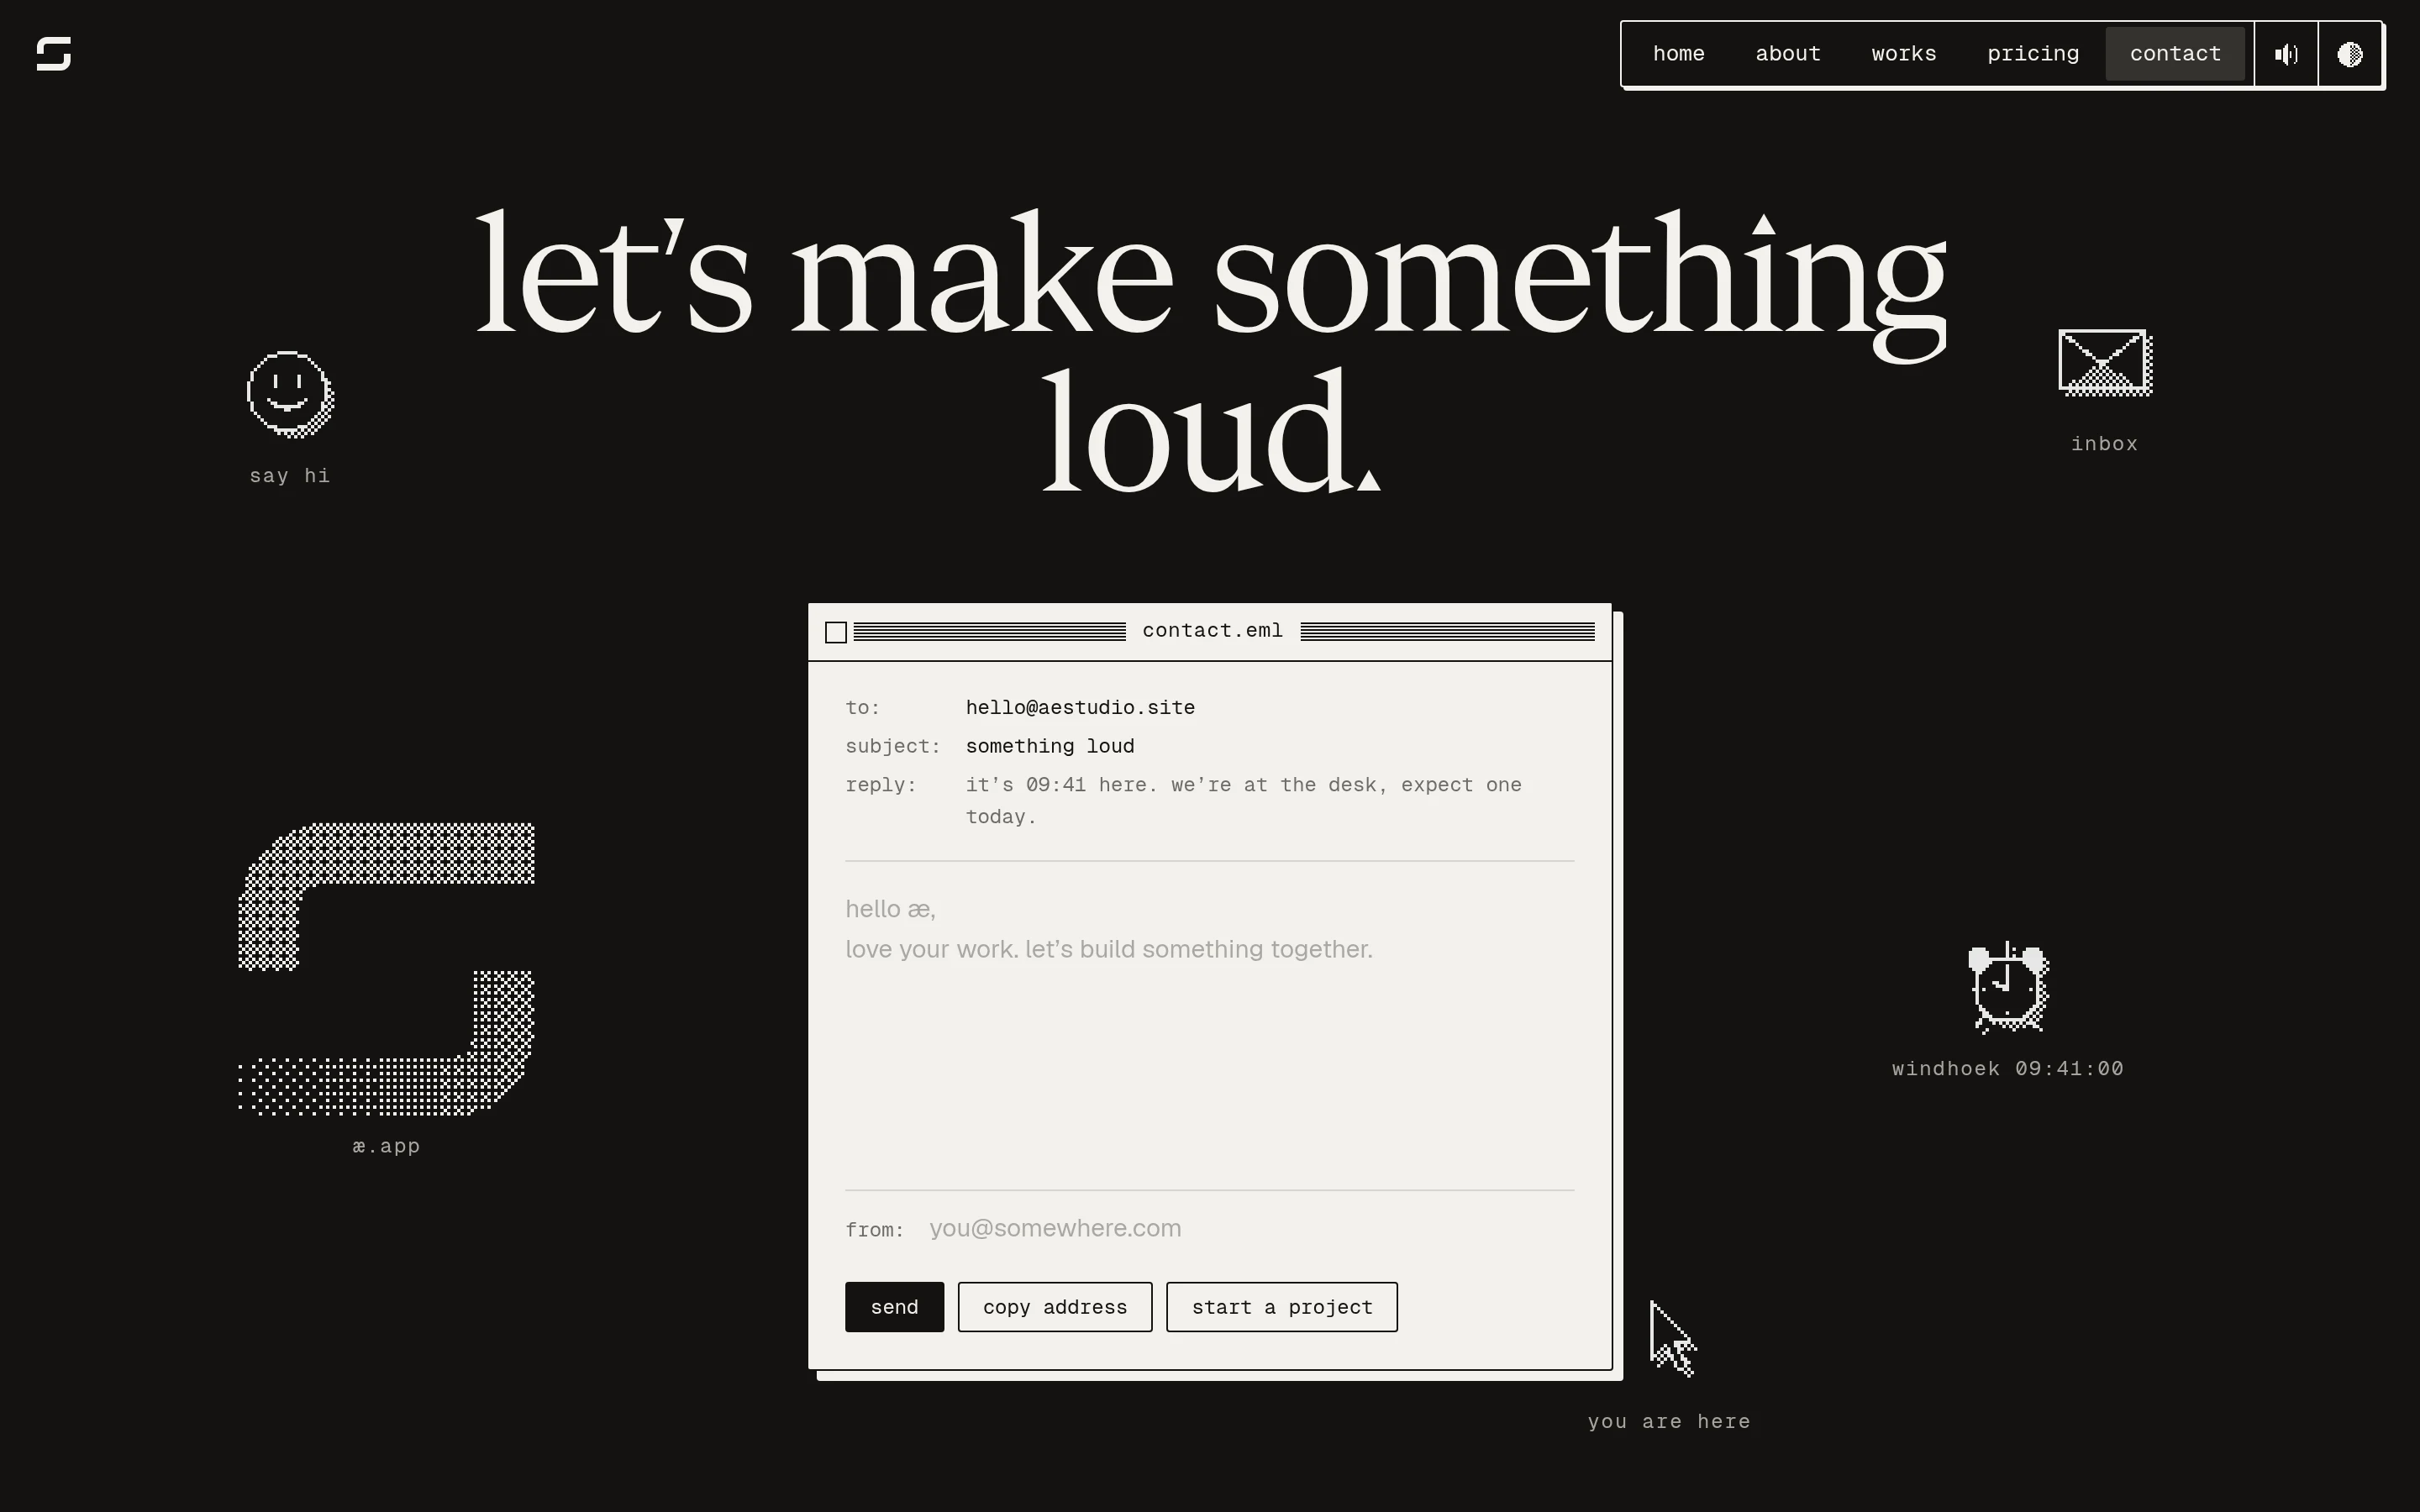 home about works pricing contact
let’s make something
loud.
say hi
inbox
contact.eml
to: hello@aestudio.site
subject: something loud
reply: it’s 09:41 here. we’re at the desk, expect one
today.
hello æ,
love your work. let’s build something together.
æ.app
windhoek 09:41:00
from: you@somewhere.com
send copy address start a project
you are here